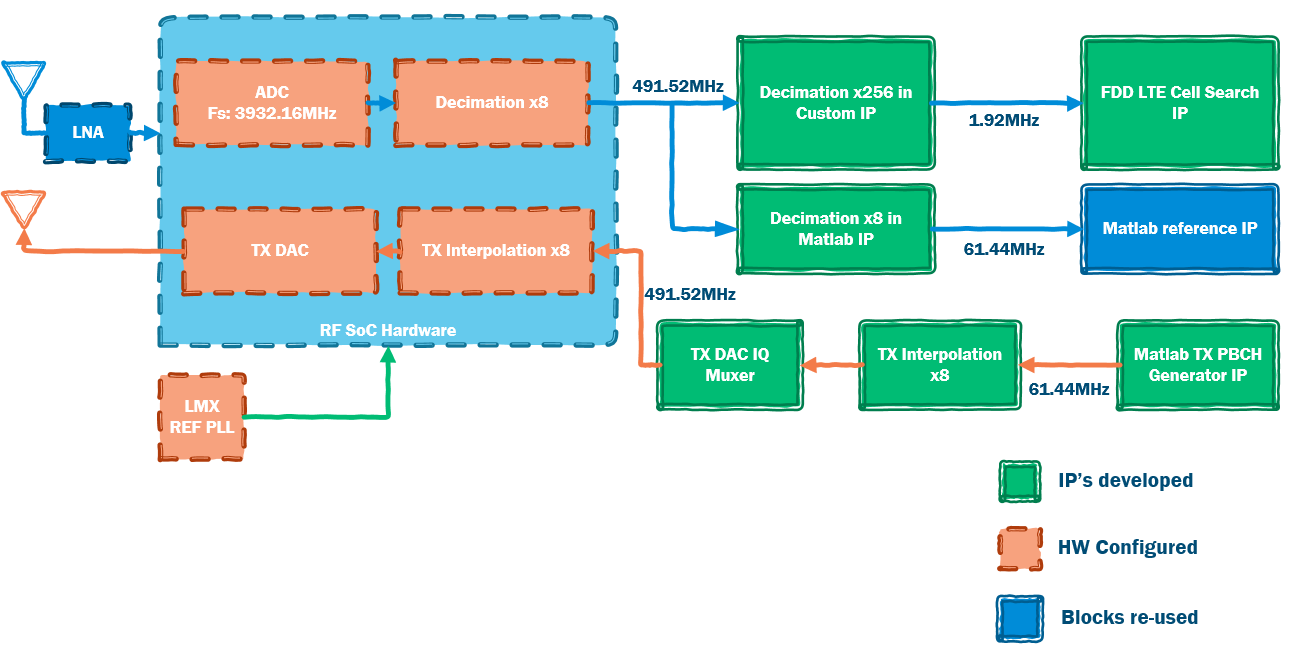 ADC
Fs: 3932.16MHz
Decimation x8
491.52MHz
Decimation x256 in
Custom IP
1.92MHz
FDD LTE Cell Search
IP
LNA
Decimation x8 in
Matlab IP
61.44MHz
Matlab reference IP
TX DAC
TX Interpolation x8
491.52MHz
RF SoC Hardware
TX DAC IQ
Muxer
TX Interpolation
x8
61.44MHz
Matlab TX PBCH
Generator IP
LMX
REF PLL
IP's developed
HW Configured
Blocks re-used